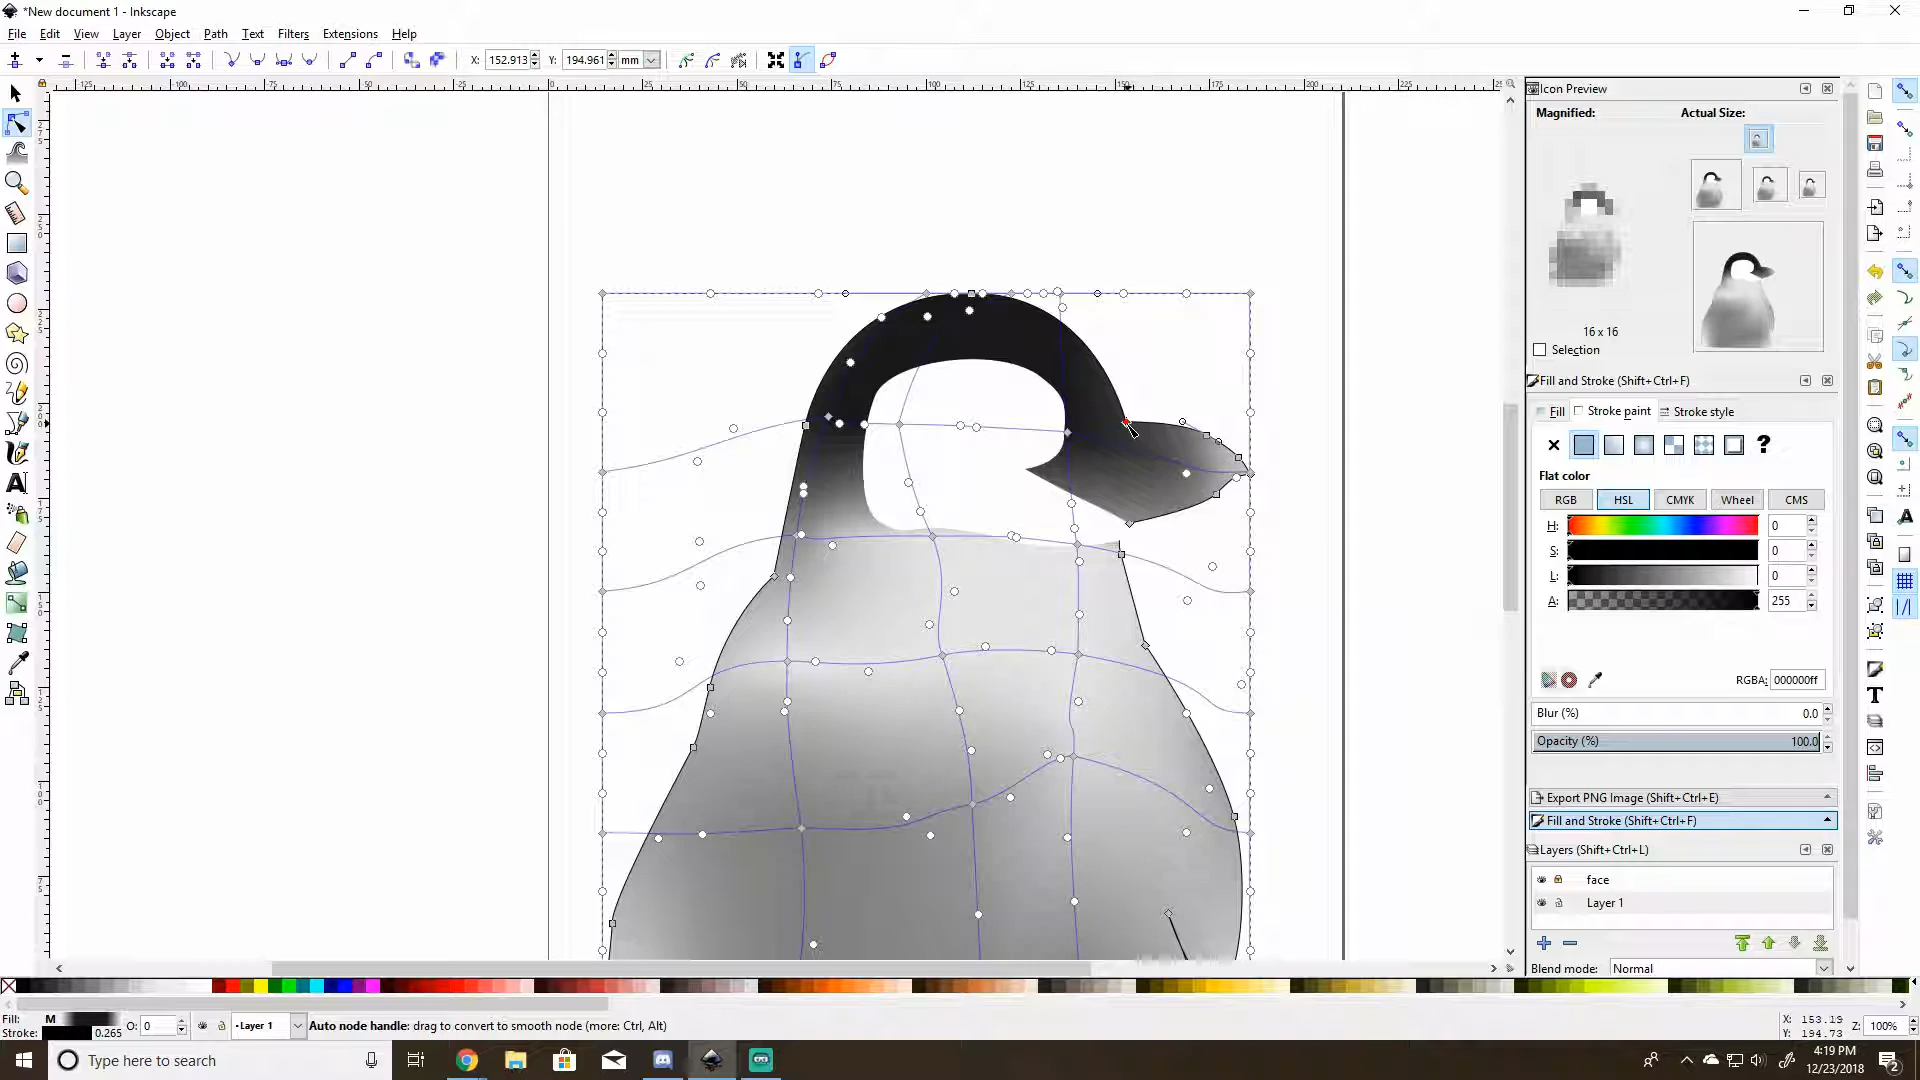 *New document 1 - Inkscape
File Edit View Layer Object Path Text Filters Extensions Help
X: 152.913 Y: 194.961 mm
Icon Preview
Magnified: Actual Size:
16 x 16
Selection
Fill and Stroke (Shift+Ctrl+F)
Fill Stroke paint Stroke style
?
Flat color
RGB HSL CMYK Wheel CMS
H: 0
S: 0
L: 0
A: 255
RGBA: 000000ff
Blur (%) 0.0
Opacity (%) 100.0
Export PNG Image (Shift+Ctrl+E)
Fill and Stroke (Shift+Ctrl+F)
Layers (Shift+Ctrl+L)
face
Layer 1
Blend mode: Normal
Fill: M O: 0 Layer 1 Auto node handle: drag to convert to smooth node (more: Ctrl, Alt)
Stroke: 0.265
X: 153.19
Y: 194.73
Z: 100%
Type here to search
4:19 PM
12/23/2018
2